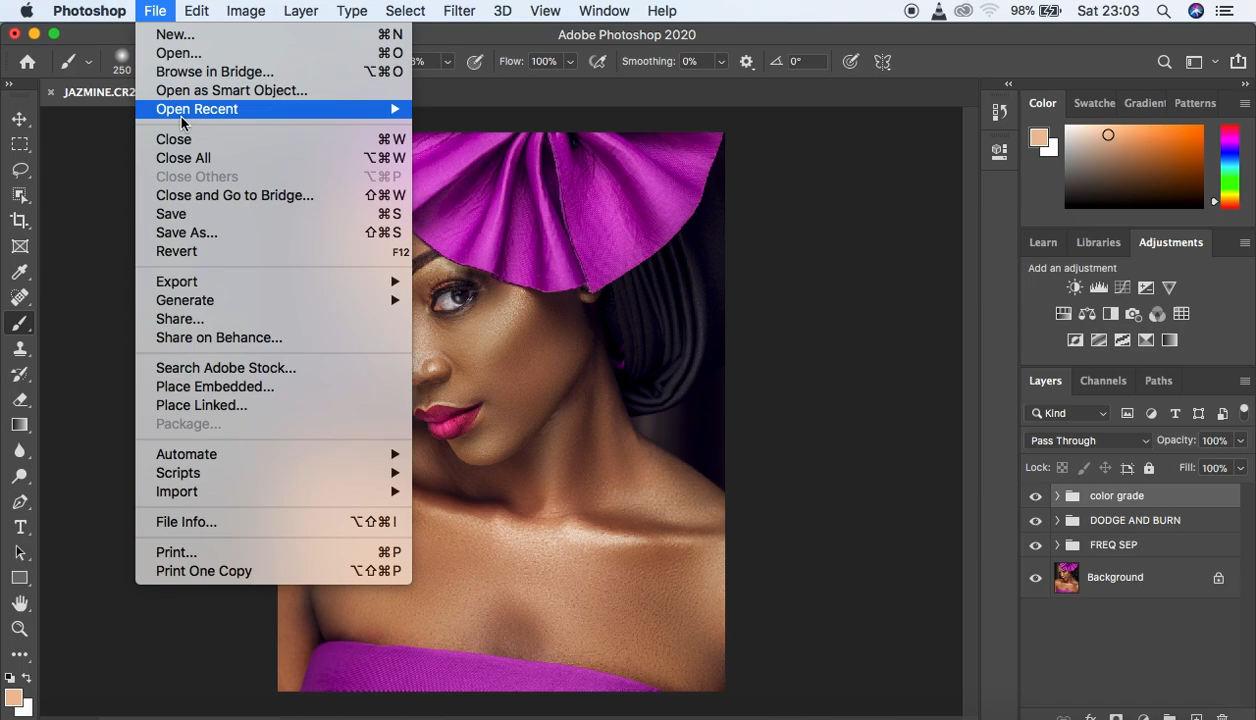 Photoshop File Edit Image Layer Type Select Filter 3D View Window Help 98% Sat 23:03
Adobe Photoshop 2020
250 8% Flow: 100% Smoothing: 0% 0°
JAZMINE.CR2
New... ⌘N
Open... ⌘O
Browse in Bridge... ⌥⌘O
Open as Smart Object...
Open Recent
Close ⌘W
Close All ⌥⌘W
Close Others ⌥⌘P
Close and Go to Bridge... ⇧⌘W
Save ⌘S
Save As... ⇧⌘S
Revert F12
Export
Generate
Share...
Share on Behance...
Search Adobe Stock...
Place Embedded...
Place Linked...
Package...
Automate
Scripts
Import
File Info... ⌥⇧⌘I
Print... ⌘P
Print One Copy ⌥⇧⌘P
Color Swatche Gradient Patterns
Learn Libraries Adjustments
Add an adjustment
Layers Channels Paths
Kind
Pass Through Opacity: 100%
Lock: Fill: 100%
color grade
DODGE AND BURN
FREQ SEP
Background